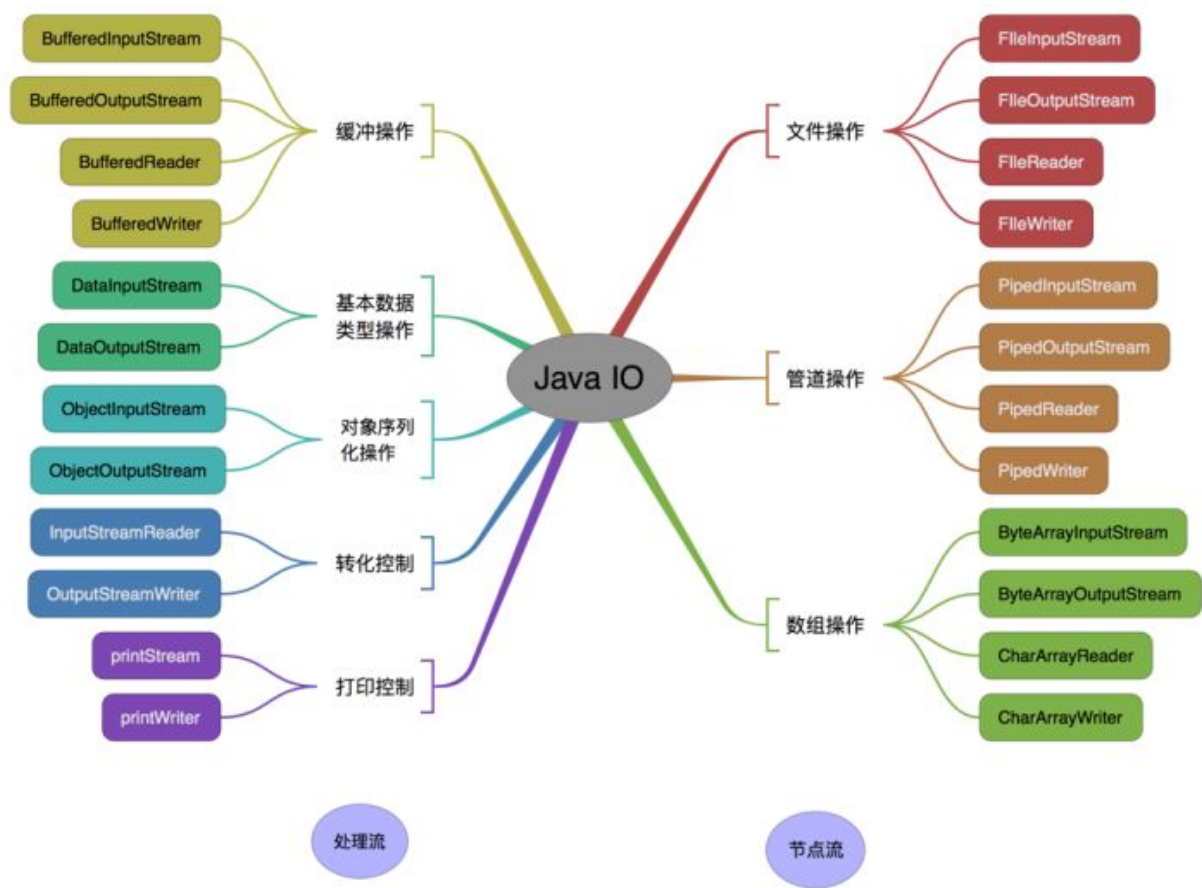 BufferedInputStream
BufferedOutputStream
BufferedReader
BufferedWriter
缓冲操作
DataInputStream
DataOutputStream
基本数据
类型操作
ObjectInputStream
ObjectOutputStream
对象序列
化操作
InputStreamReader
OutputStreamWriter
转化控制
printStream
printWriter
打印控制
处理流
Java IO
文件操作
FIleInputStream
FIleOutputStream
FIleReader
FIleWriter
管道操作
PipedInputStream
PipedOutputStream
PipedReader
PipedWriter
数组操作
ByteArrayInputStream
ByteArrayOutputStream
CharArrayReader
CharArrayWriter
节点流